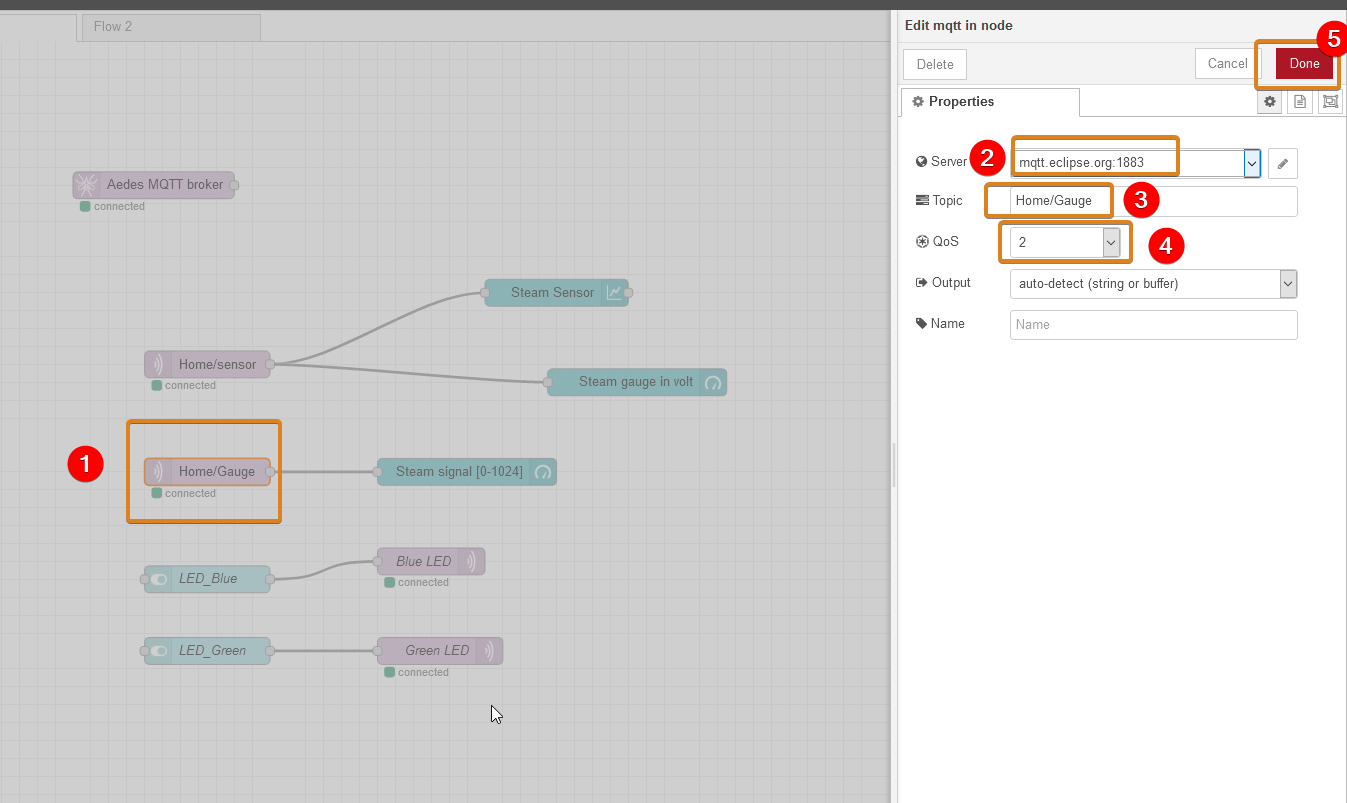 Flow 2
Aedes MQTT broker
connected
Steam Sensor
Home/sensor
connected
Steam gauge in volt
1
Home/Gauge
connected
Steam signal [0-1024]
LED_Blue
Blue LED
connected
LED_Green
Green LED
connected
Edit mqtt in node
5
Delete
Cancel
Done
Properties
Server
2
mqtt.eclipse.org:1883
Topic
Home/Gauge
3
QoS
2
4
Output
auto-detect (string or buffer)
Name
Name